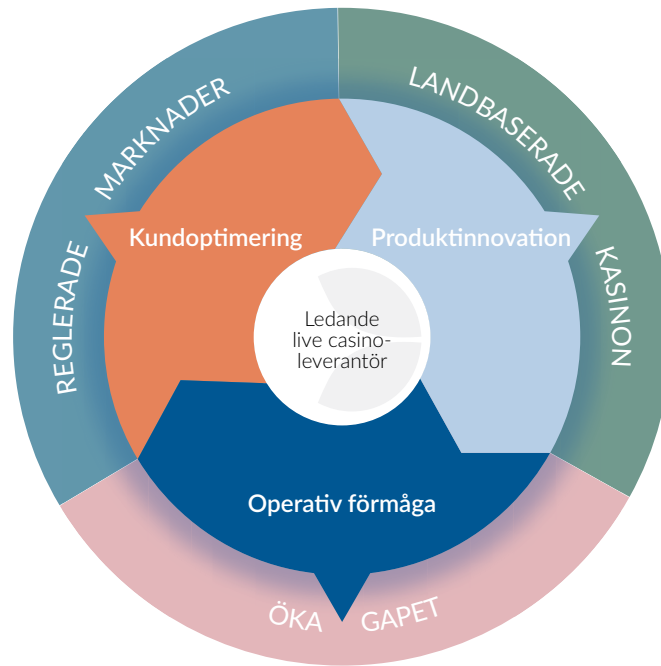 REGLERADE MARKNADER
LANDBASERADE KASINON
Kundoptimering
Produktinnovation
Ledande
live casino-
leverantör
Operativ förmåga
ÖKA GAPET